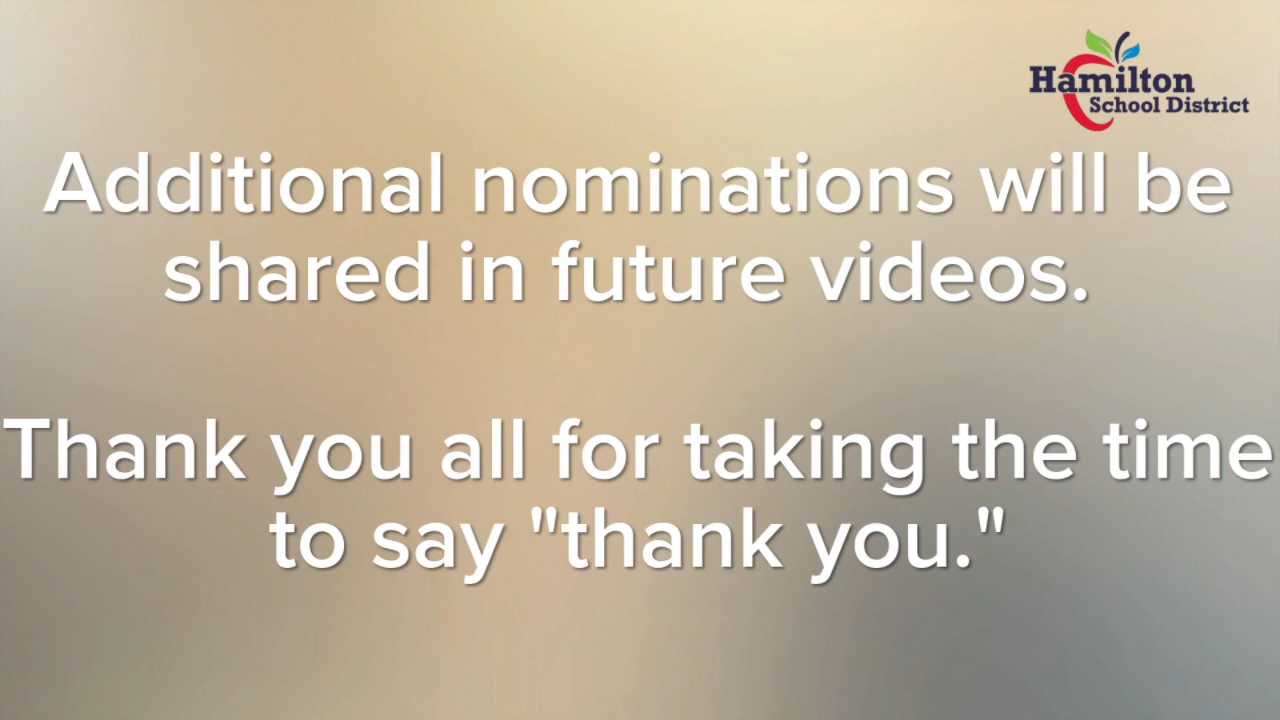 Hamilton
School District
Additional nominations will be
shared in future videos.
Thank you all for taking the time
to say "thank you."